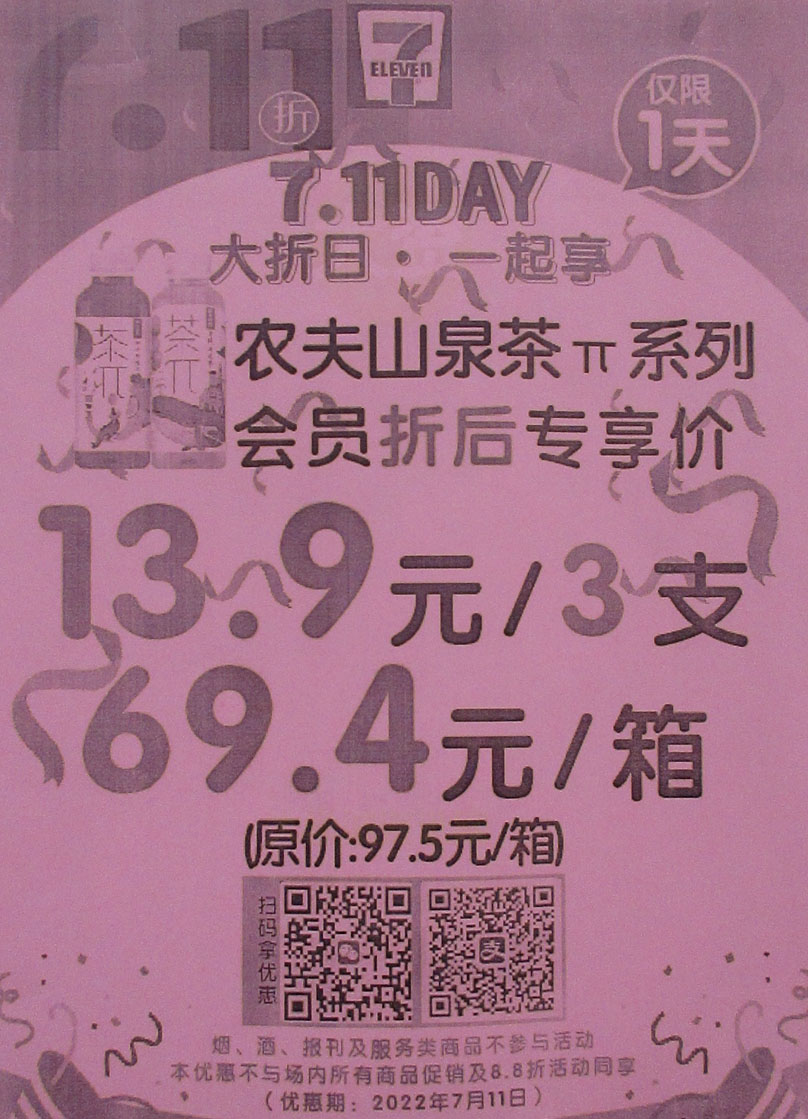 7.11折
7 ELEVEN
仅限
1天
7.11DAY
大折日·一起享
茶π
茶π
农夫山泉茶π系列
会员折后专享价
13.9元/3支
69.4元/箱
(原价:97.5元/箱)
扫码拿优惠
支
烟、酒、报刊及服务类商品不参与活动
本优惠不与场内所有商品促销及8.8折活动同享
(优惠期:2022年7月11日)